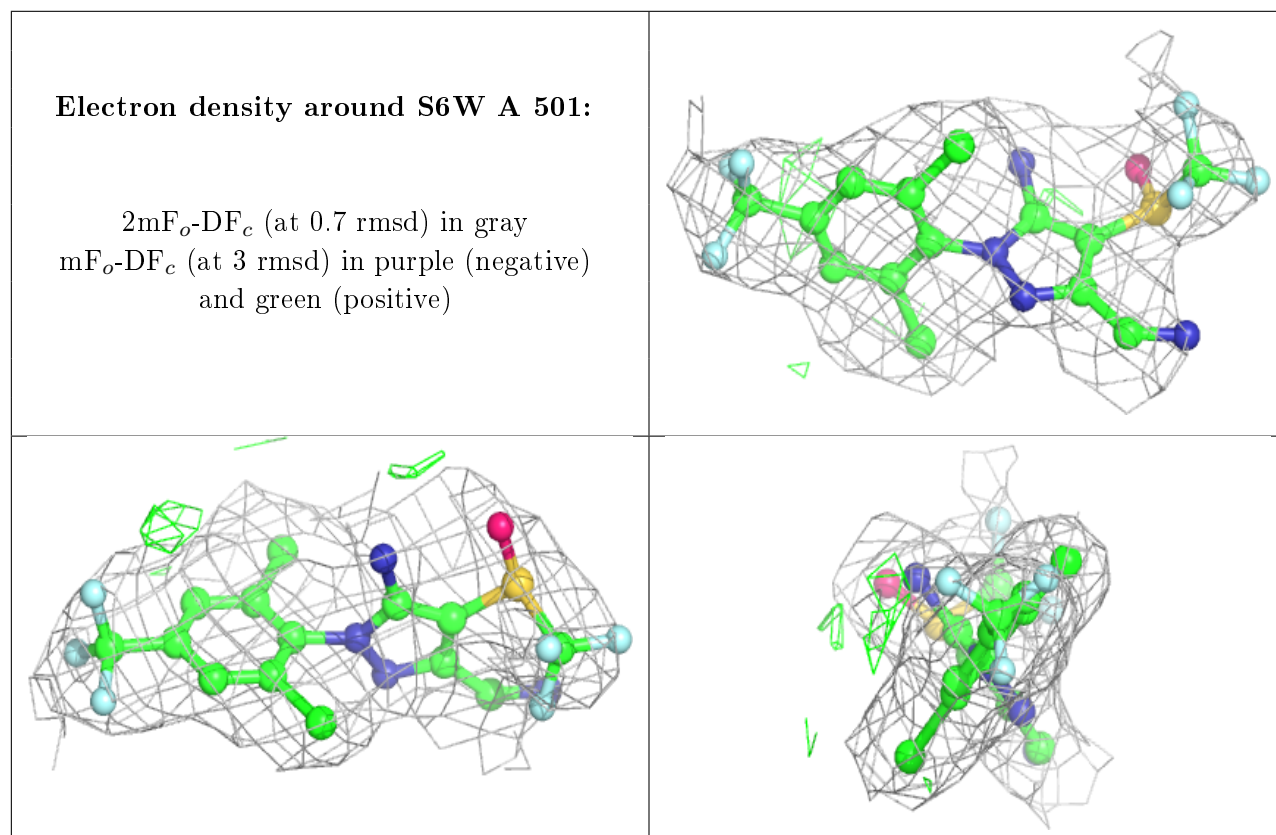 Electron density around S6W A 501:
2mFo-DFc (at 0.7 rmsd) in gray
mFo-DFc (at 3 rmsd) in purple (negative)
and green (positive)